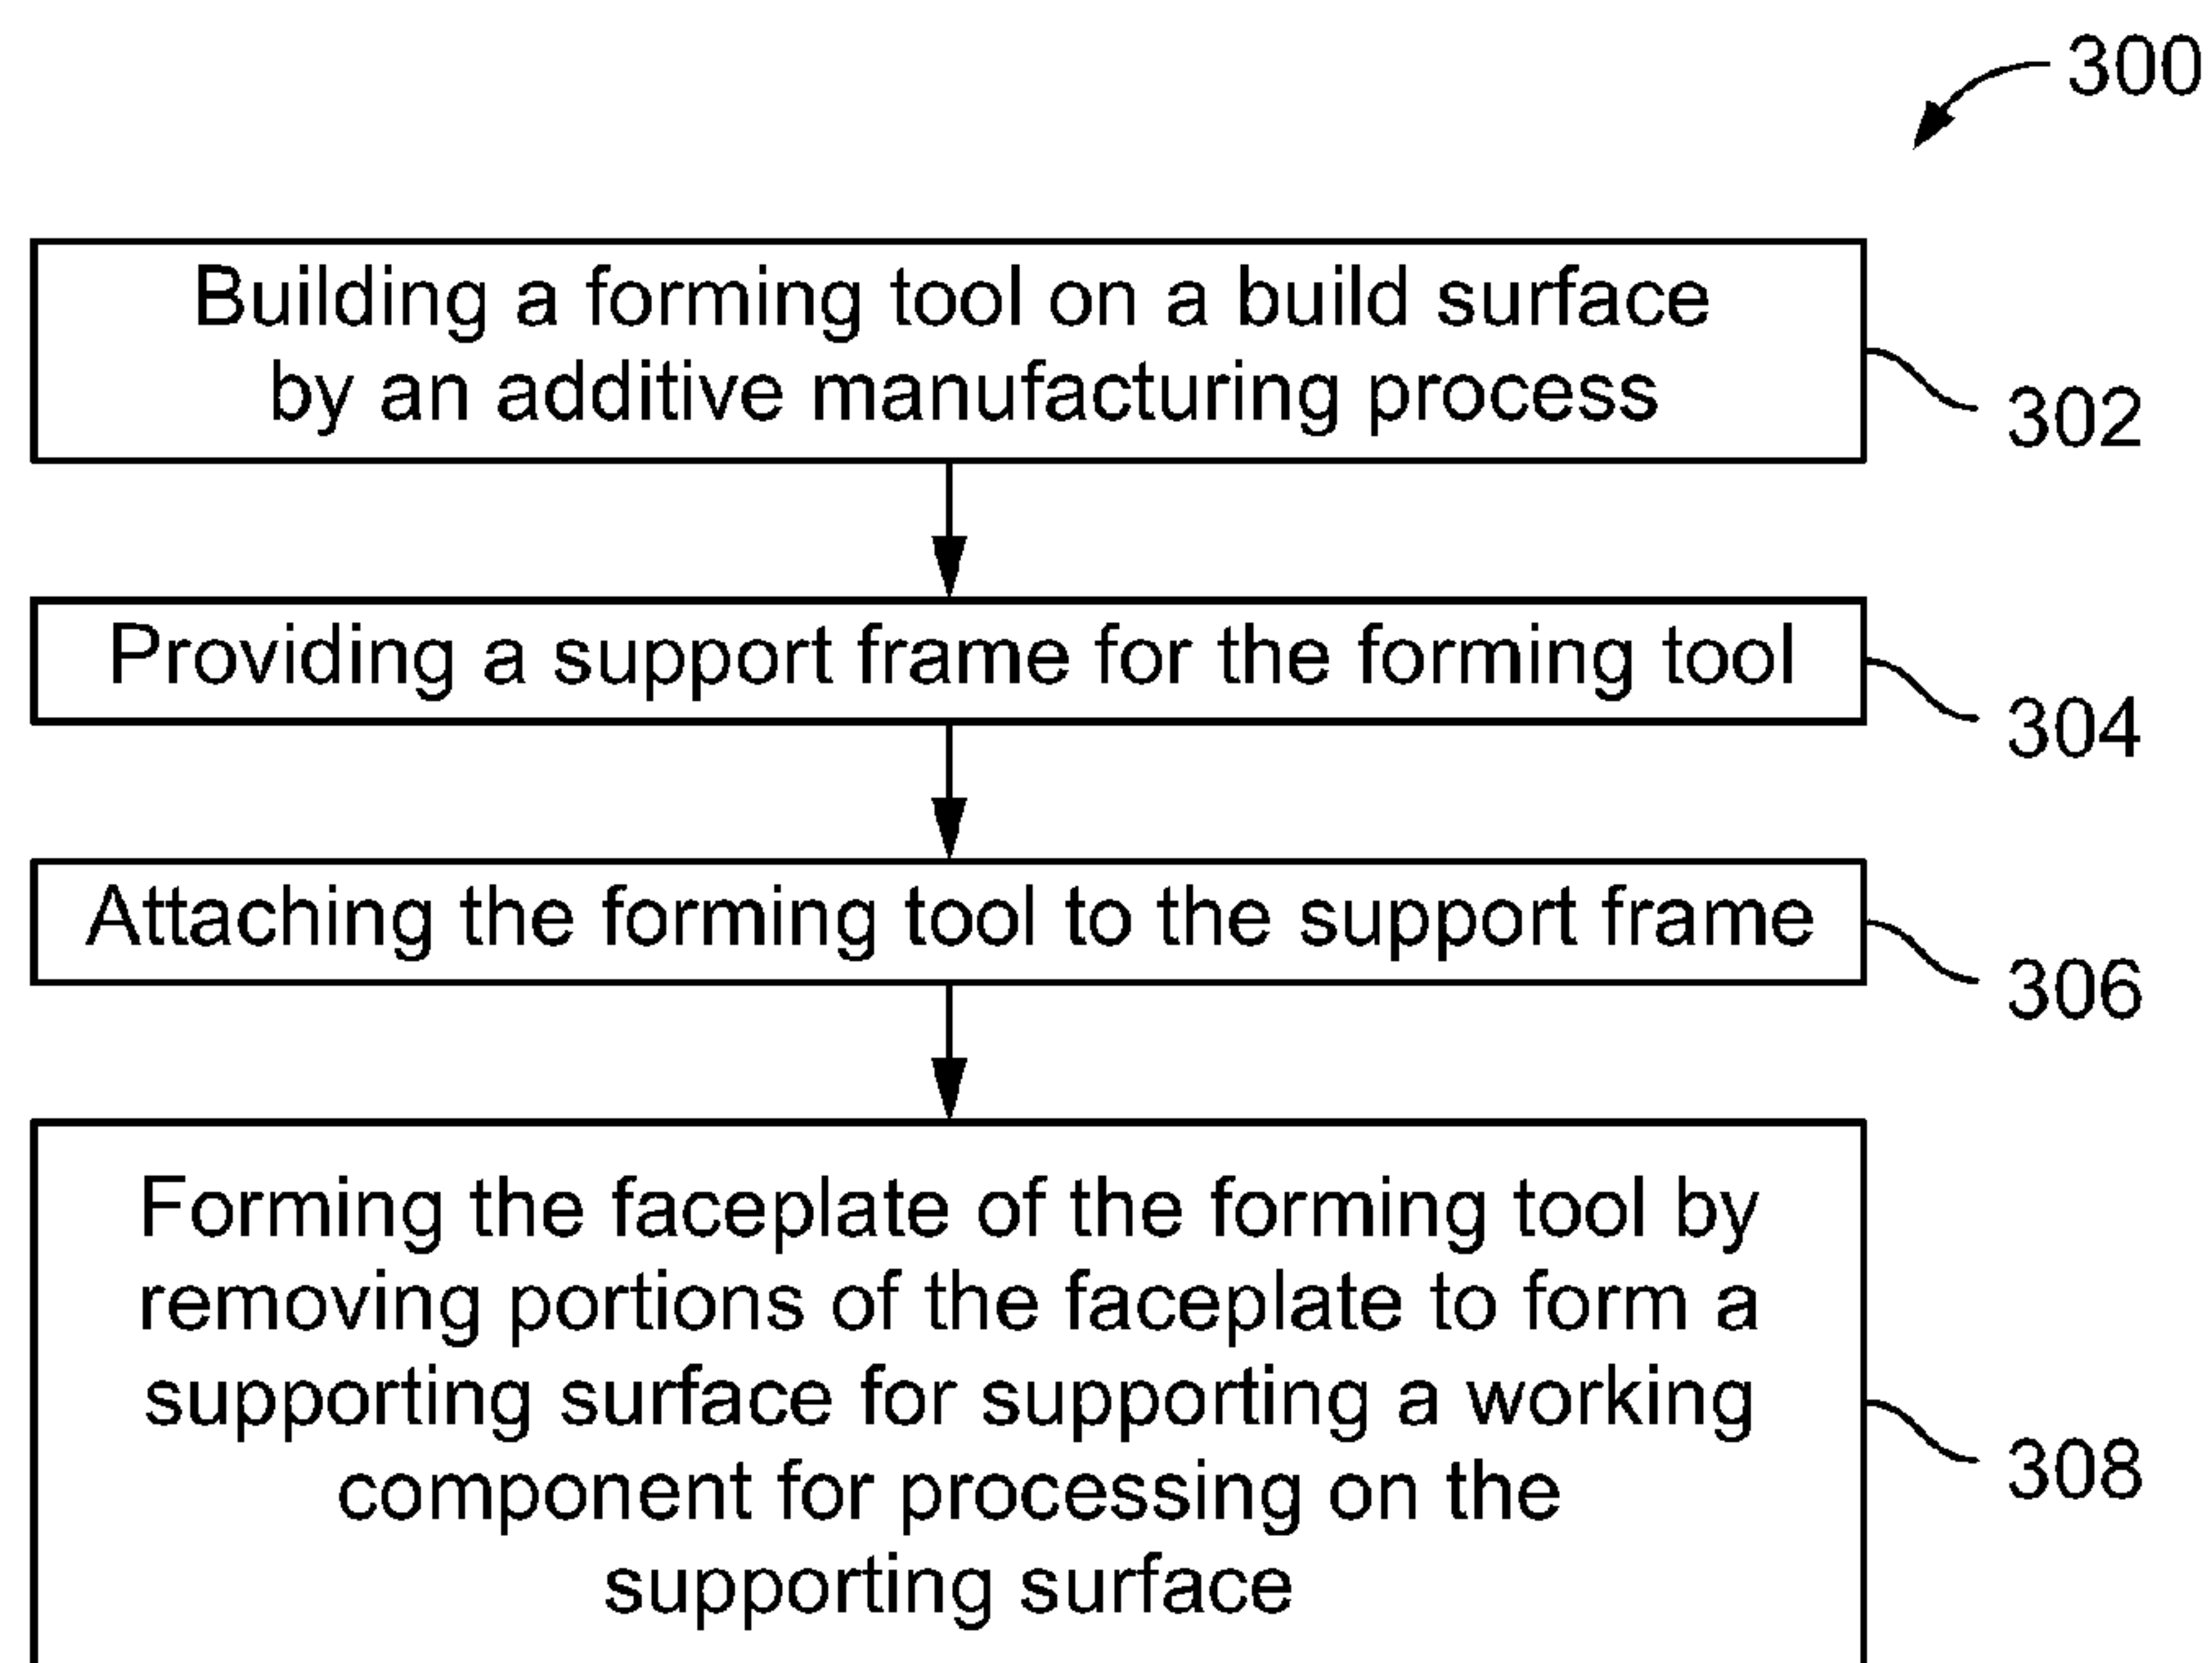 300
Building a forming tool on a build surface
by an additive manufacturing process
302
Providing a support frame for the forming tool
304
Attaching the forming tool to the support frame
306
Forming the faceplate of the forming tool by
removing portions of the faceplate to form a
supporting surface for supporting a working
component for processing on the
supporting surface
308